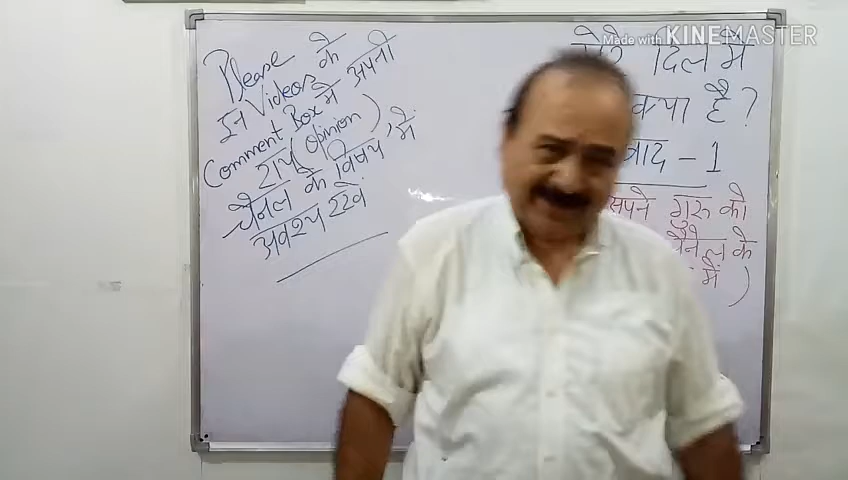 Please
इन Videos के
Comment Box में अपनी
राय (Opinion)
चैनल के विषय में
अवश्य रखें
Made with KINEMASTER
दिल में
क्या है?
- 1
अपने गुरू को
चैनल के
में )